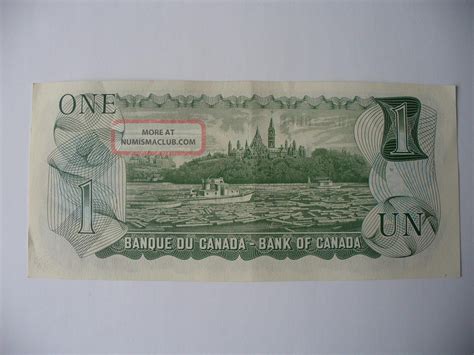 ONE
1
MORE AT
NUMISMACLUB.COM
1
UN
BANQUE DU CANADA - BANK OF CANADA